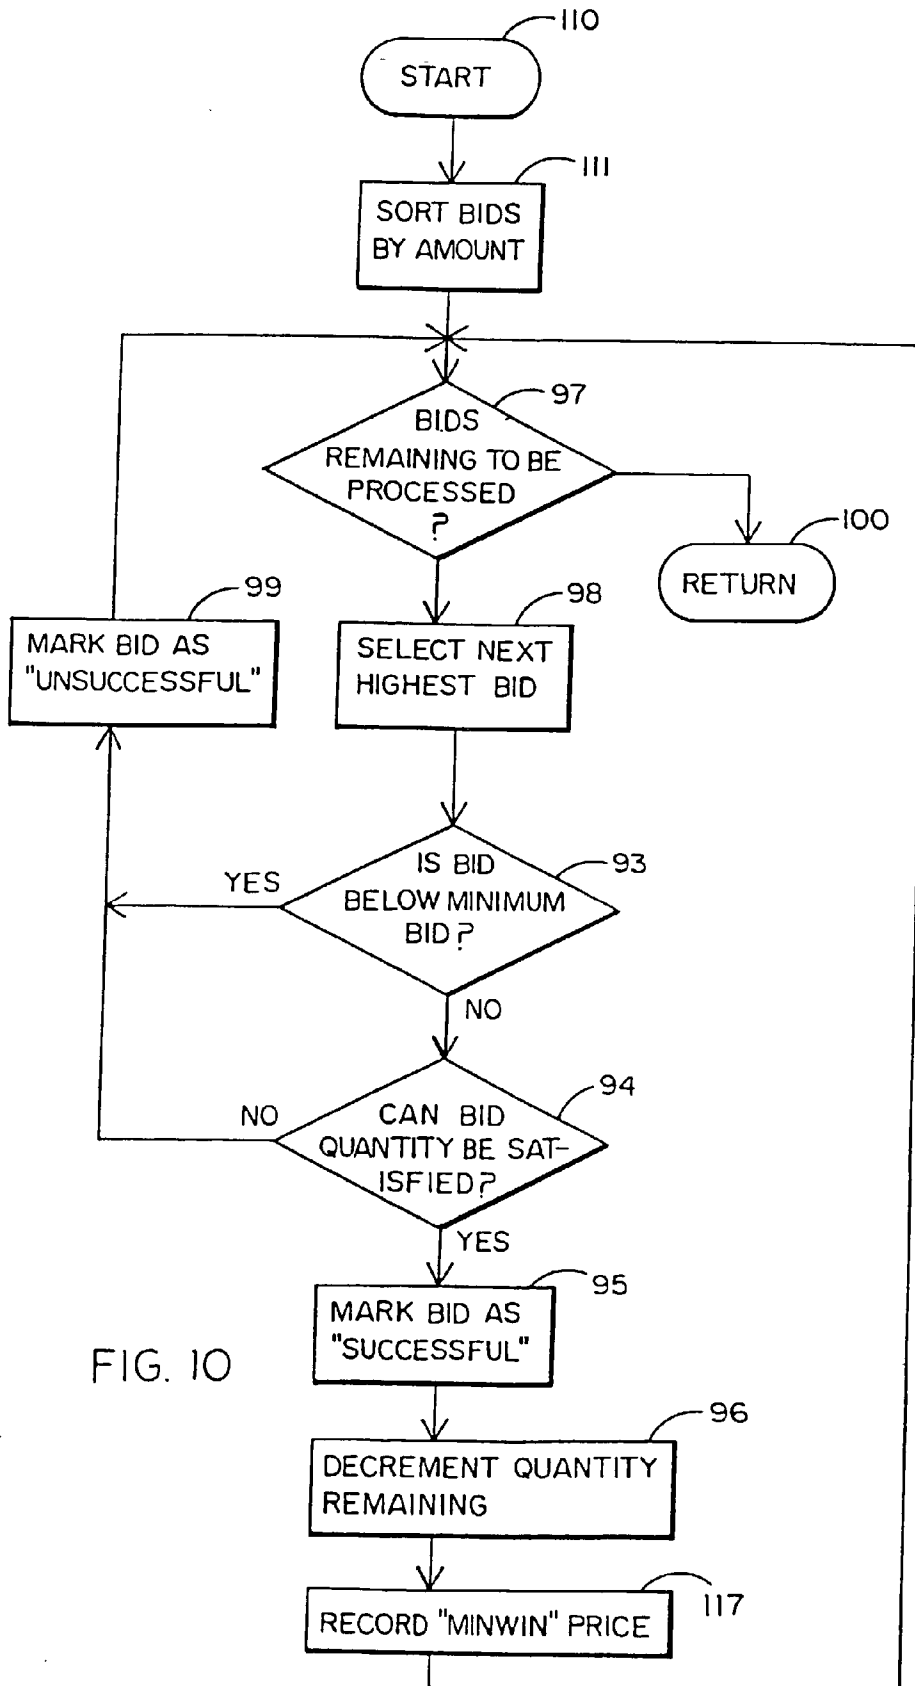 110
START
111
SORT BIDS
BY AMOUNT
97
BIDS
REMAINING TO BE
PROCESSED
?
100
RETURN
99
MARK BID AS
"UNSUCCESSFUL"
98
SELECT NEXT
HIGHEST BID
93
IS BID
BELOW MINIMUM
BID?
YES
NO
94
CAN BID
QUANTITY BE SAT-
ISFIED?
NO
YES
95
MARK BID AS
"SUCCESSFUL"
FIG. 10
96
DECREMENT QUANTITY
REMAINING
117
RECORD "MINWIN" PRICE